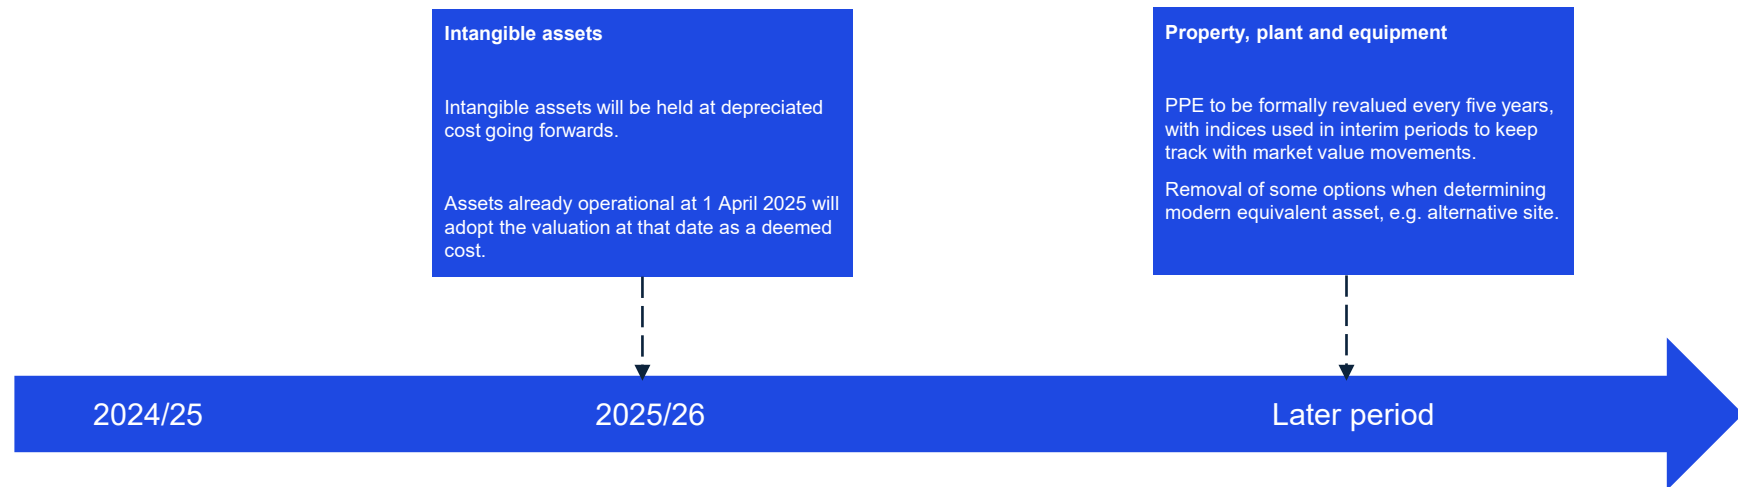 Intangible assets
Intangible assets will be held at depreciated
cost going forwards.
Assets already operational at 1 April 2025 will
adopt the valuation at that date as a deemed
cost.
Property, plant and equipment
PPE to be formally revalued every five years,
with indices used in interim periods to keep
track with market value movements.
Removal of some options when determining
modern equivalent asset, e.g. alternative site.
2024/25
2025/26
Later period